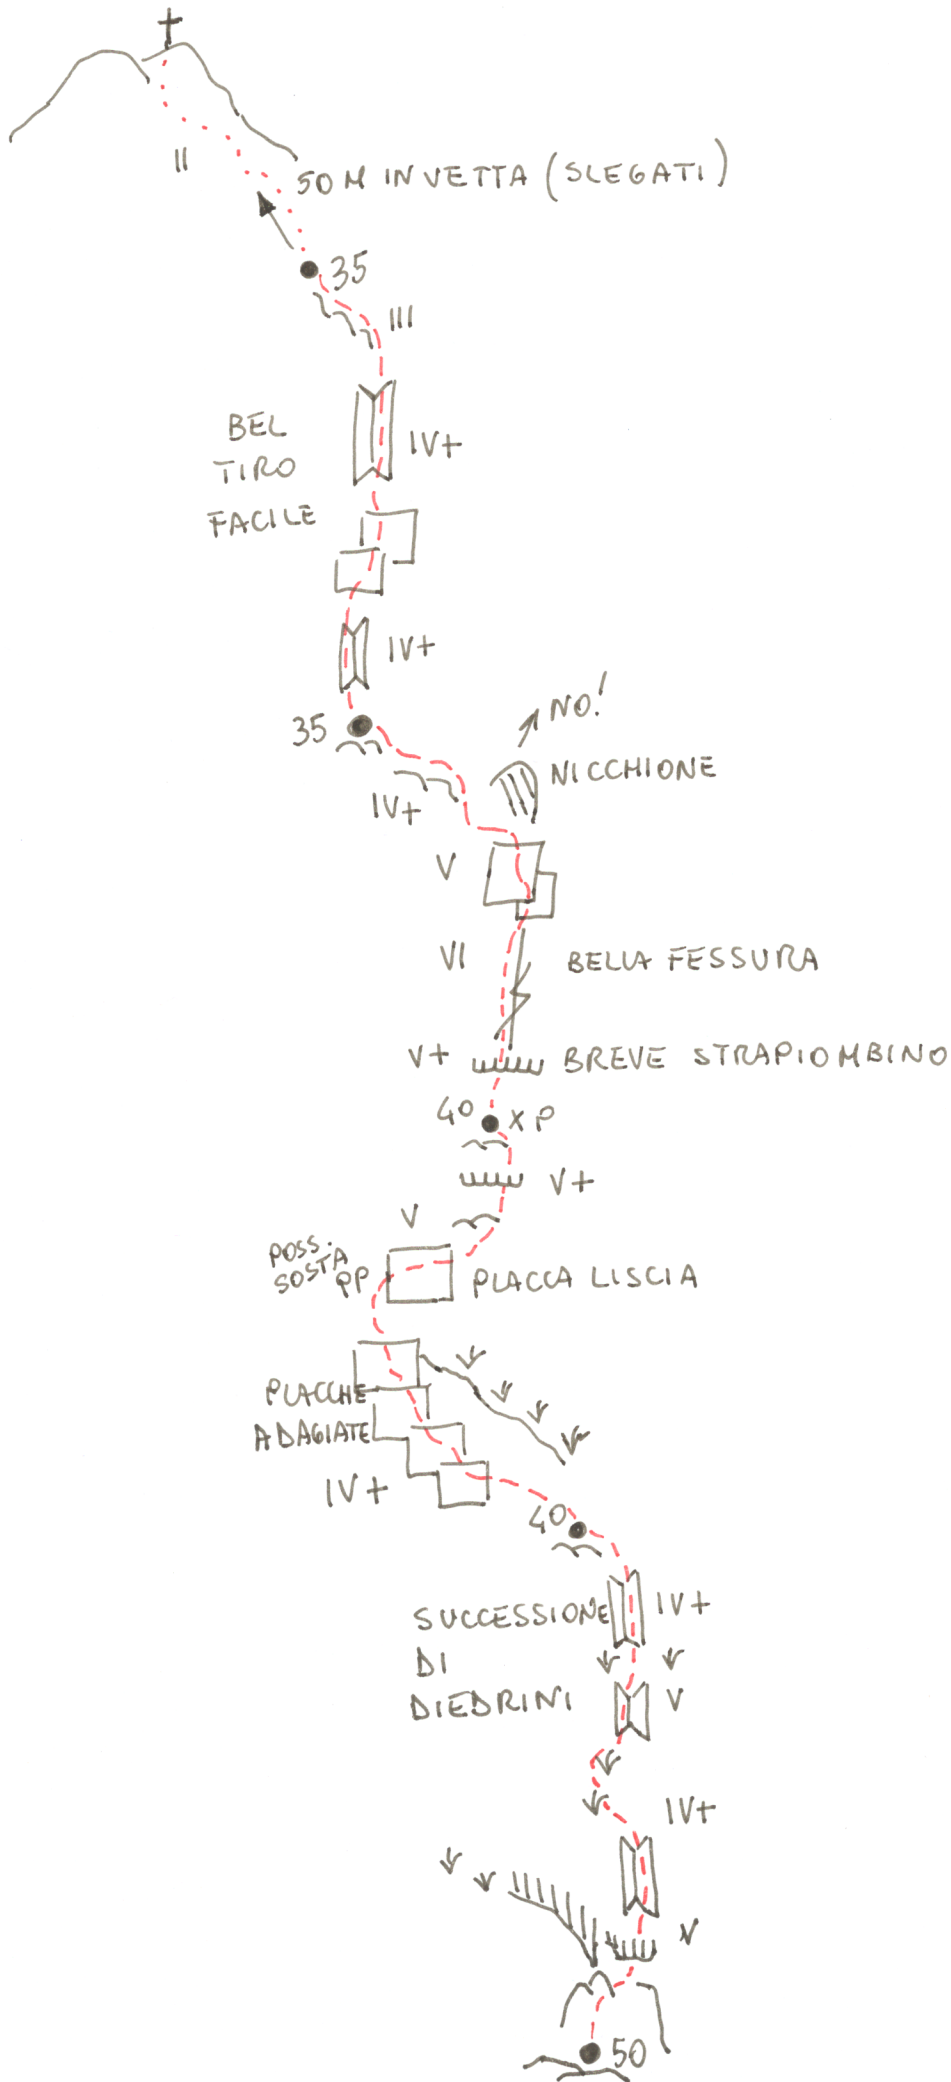 II
50 M IN VETTA (SLEGATI)
35
III
BEL
TIRO
FACILE
IV+
IV+
35
NO!
NICCHIONE
IV+
V
VI
BELLA FESSURA
V+
BREVE STRAPIOMBINO
40
XP
V+
V
POSS.
SOSTA
PP
PLACCA LISCIA
PLACCHE
ADAGIATE
IV+
40
SUCCESSIONE
DI
DIEDRINI
IV+
V
IV+
V
50